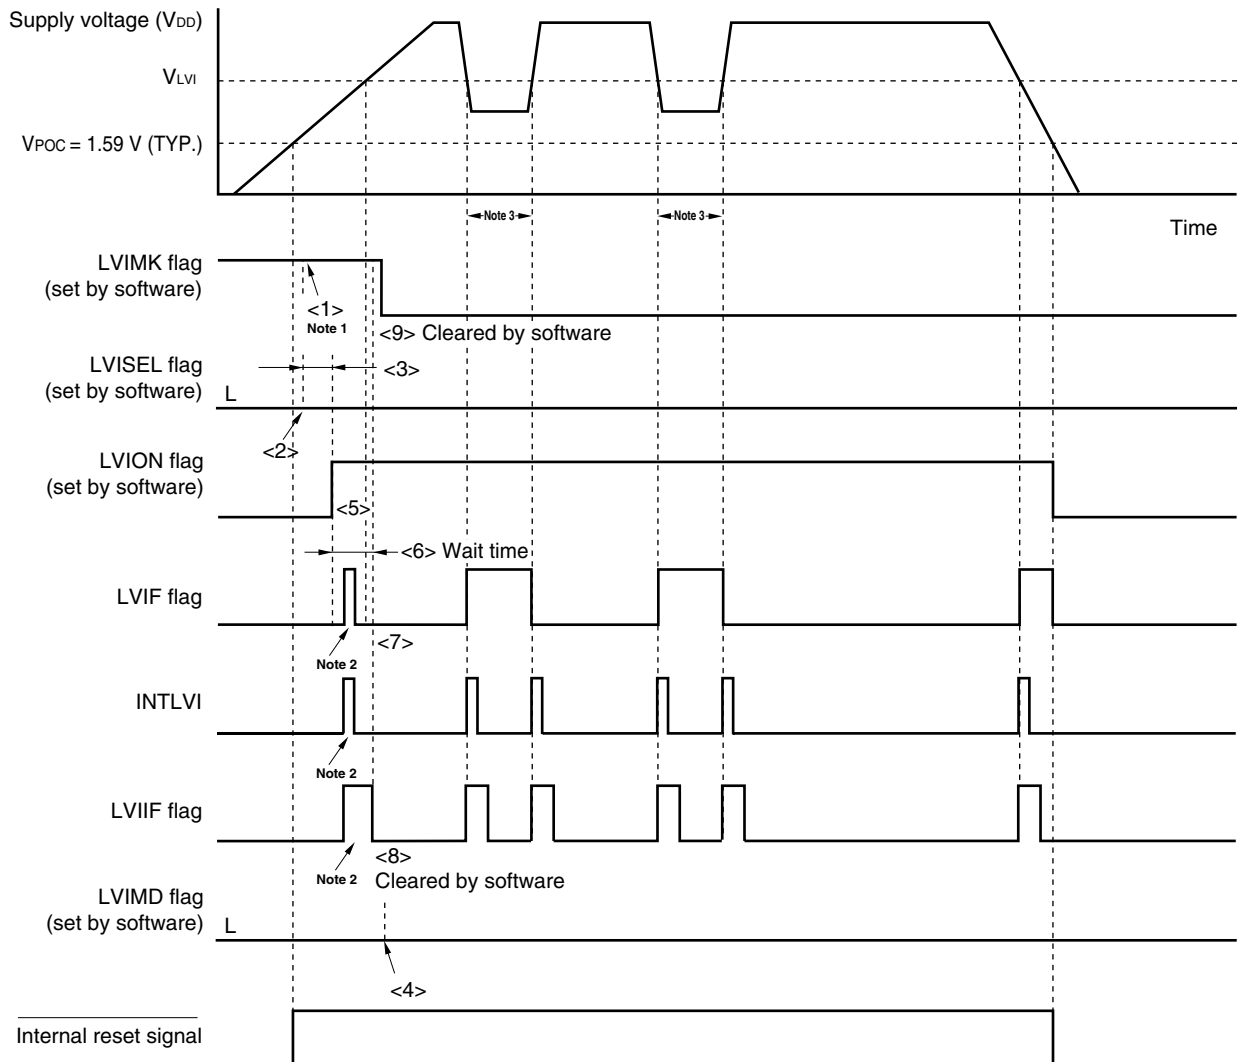 Supply voltage (VDD)
VLVI
VPOC = 1.59 V (TYP.)
Note 3
Note 3
Time
LVIMK flag
(set by software)
<1>
Note 1
<9> Cleared by software
LVISEL flag
(set by software)
L
<3>
<2>
LVION flag
(set by software)
<5>
<6> Wait time
LVIF flag
<7>
Note 2
INTLVI
Note 2
LVIIF flag
<8>
Note 2
Cleared by software
LVIMD flag
(set by software)
L
<4>
Internal reset signal